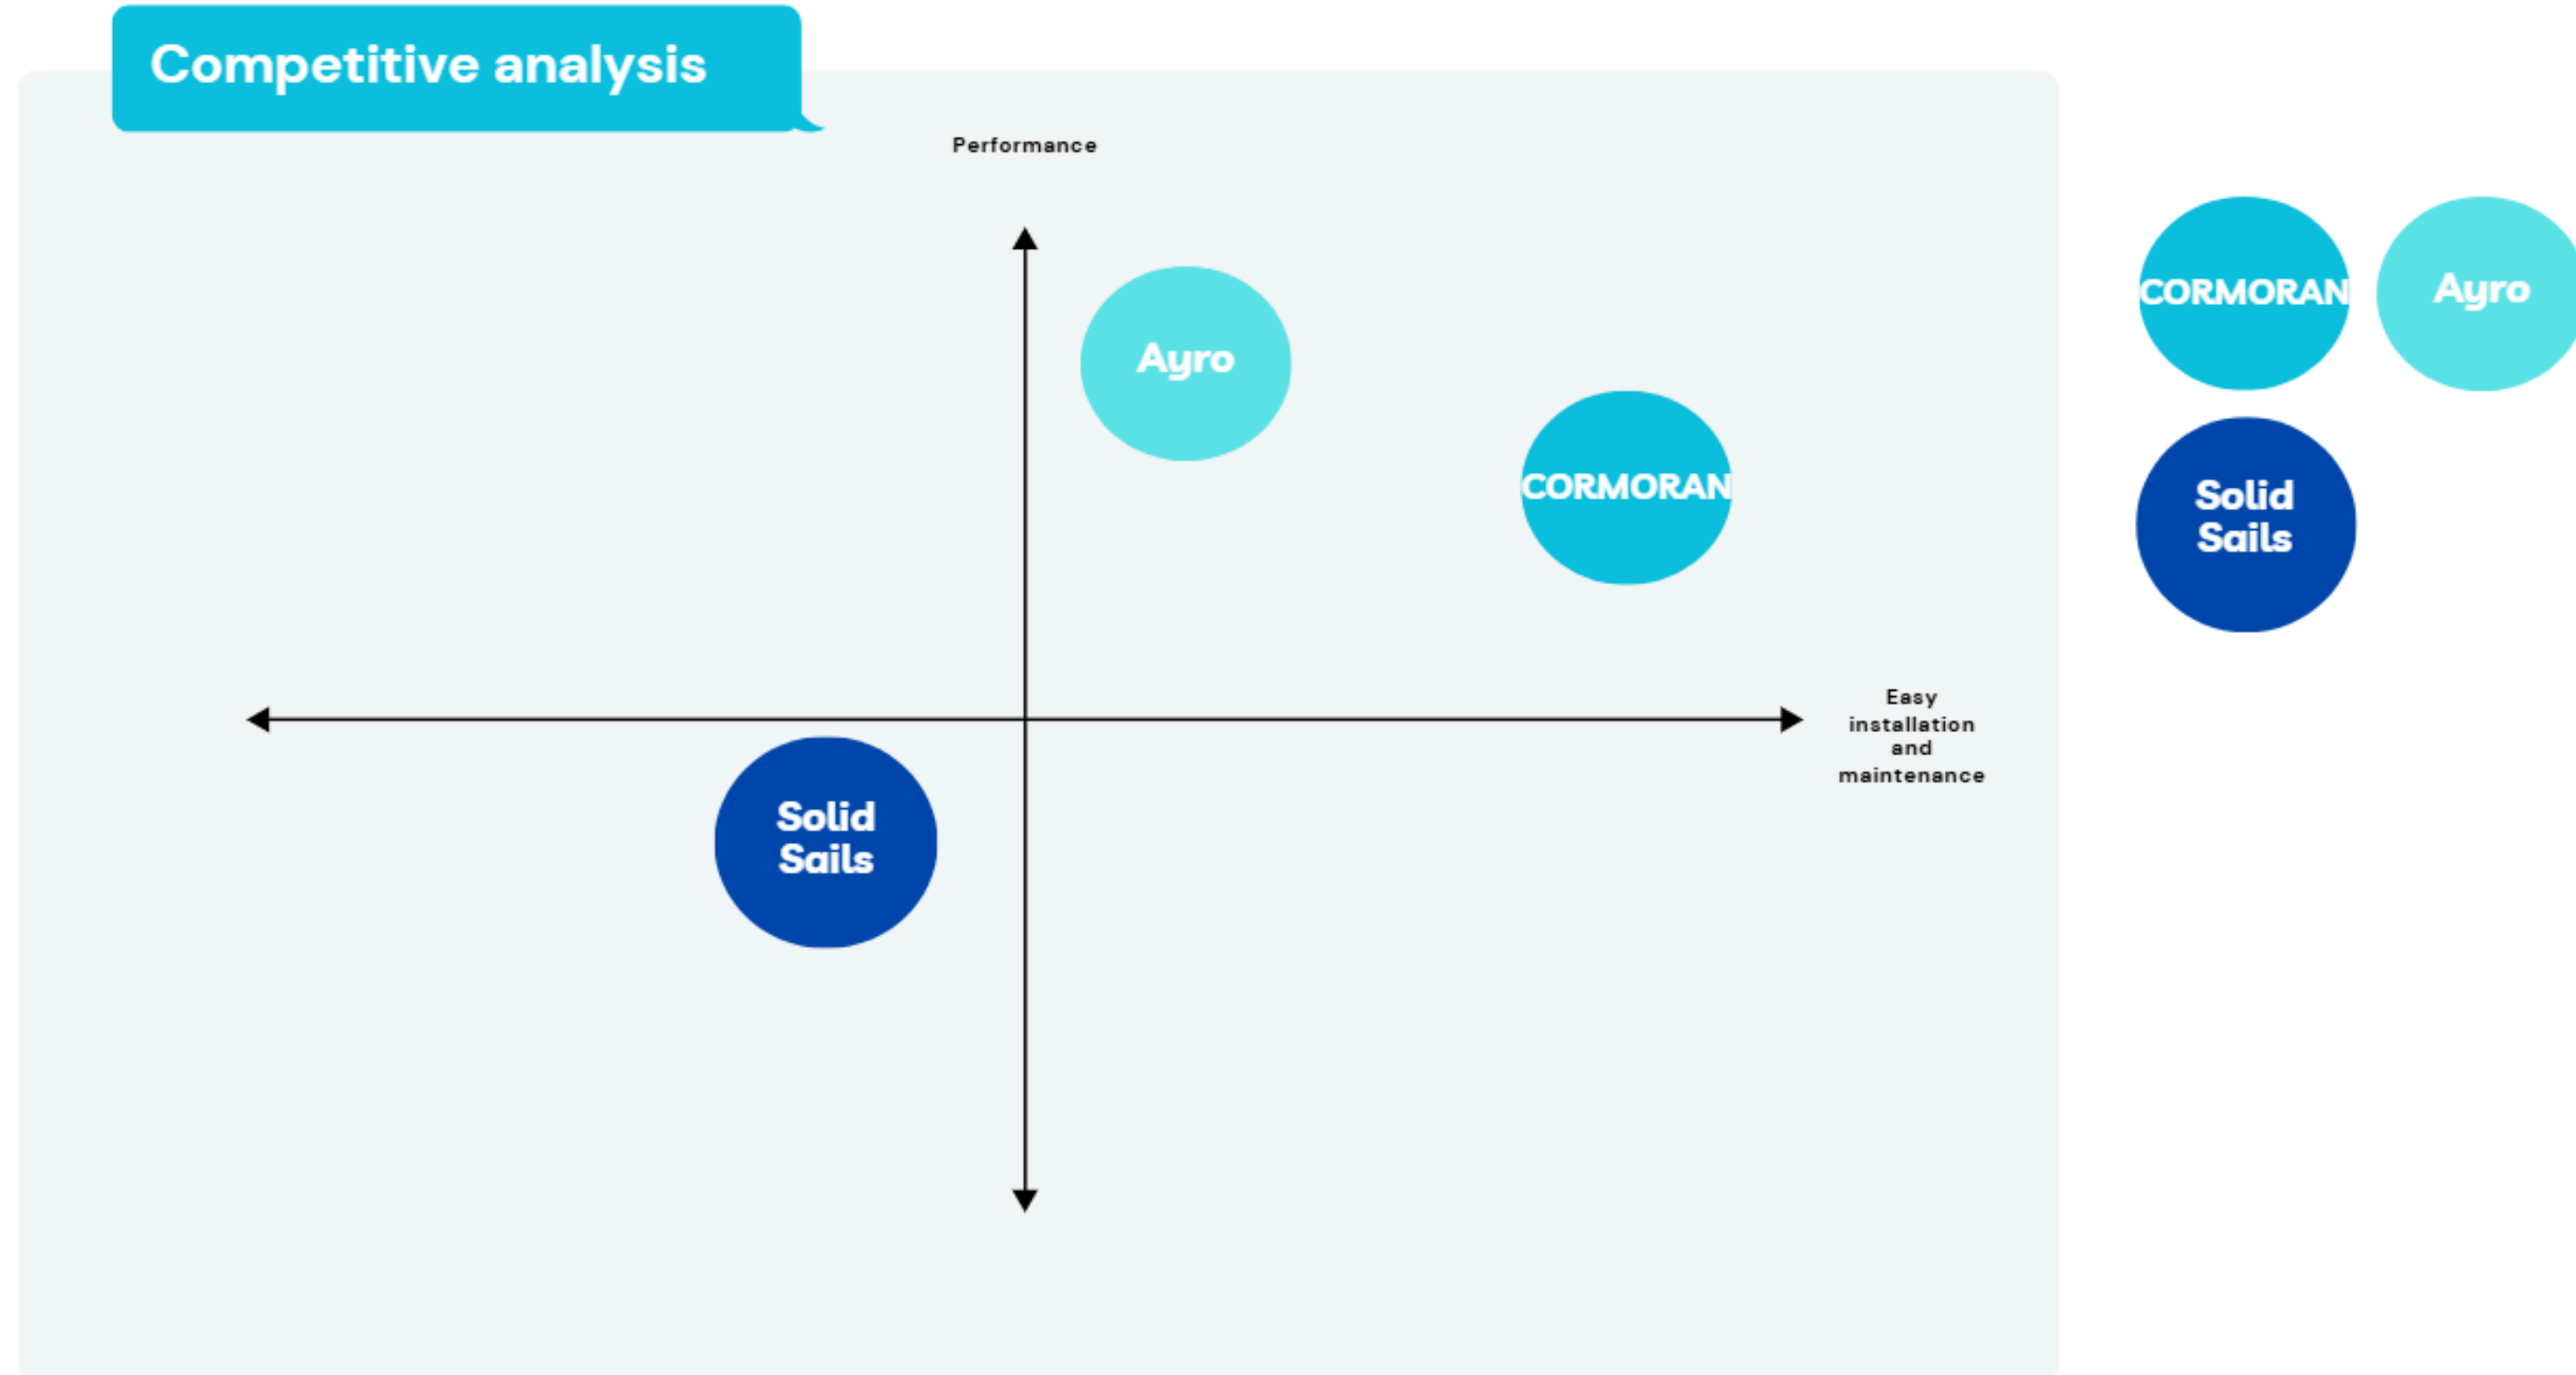 Competitive analysis
Performance
Ayro
CORMORAN
Easy
installation
and
maintenance
Solid
Sails
CORMORAN
Ayro
Solid
Sails